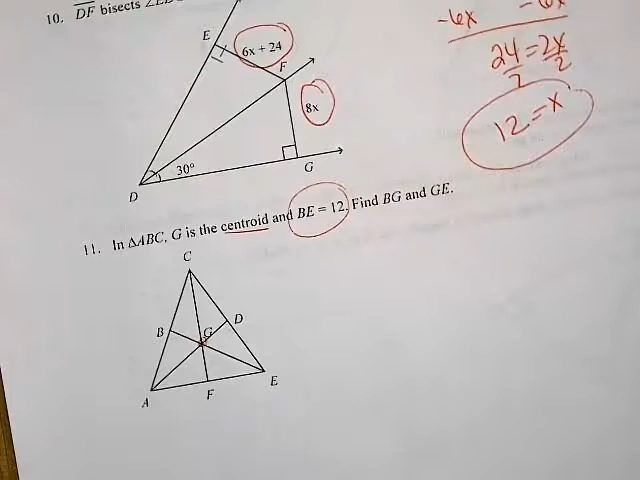 10. DF bisects
E
6x + 24
F
8x
30°
D
G
-6x
24 = 2x
2 2
12 = x
11. In ΔABC, G is the centroid and BE = 12. Find BG and GE.
C
B
G
D
A
F
E